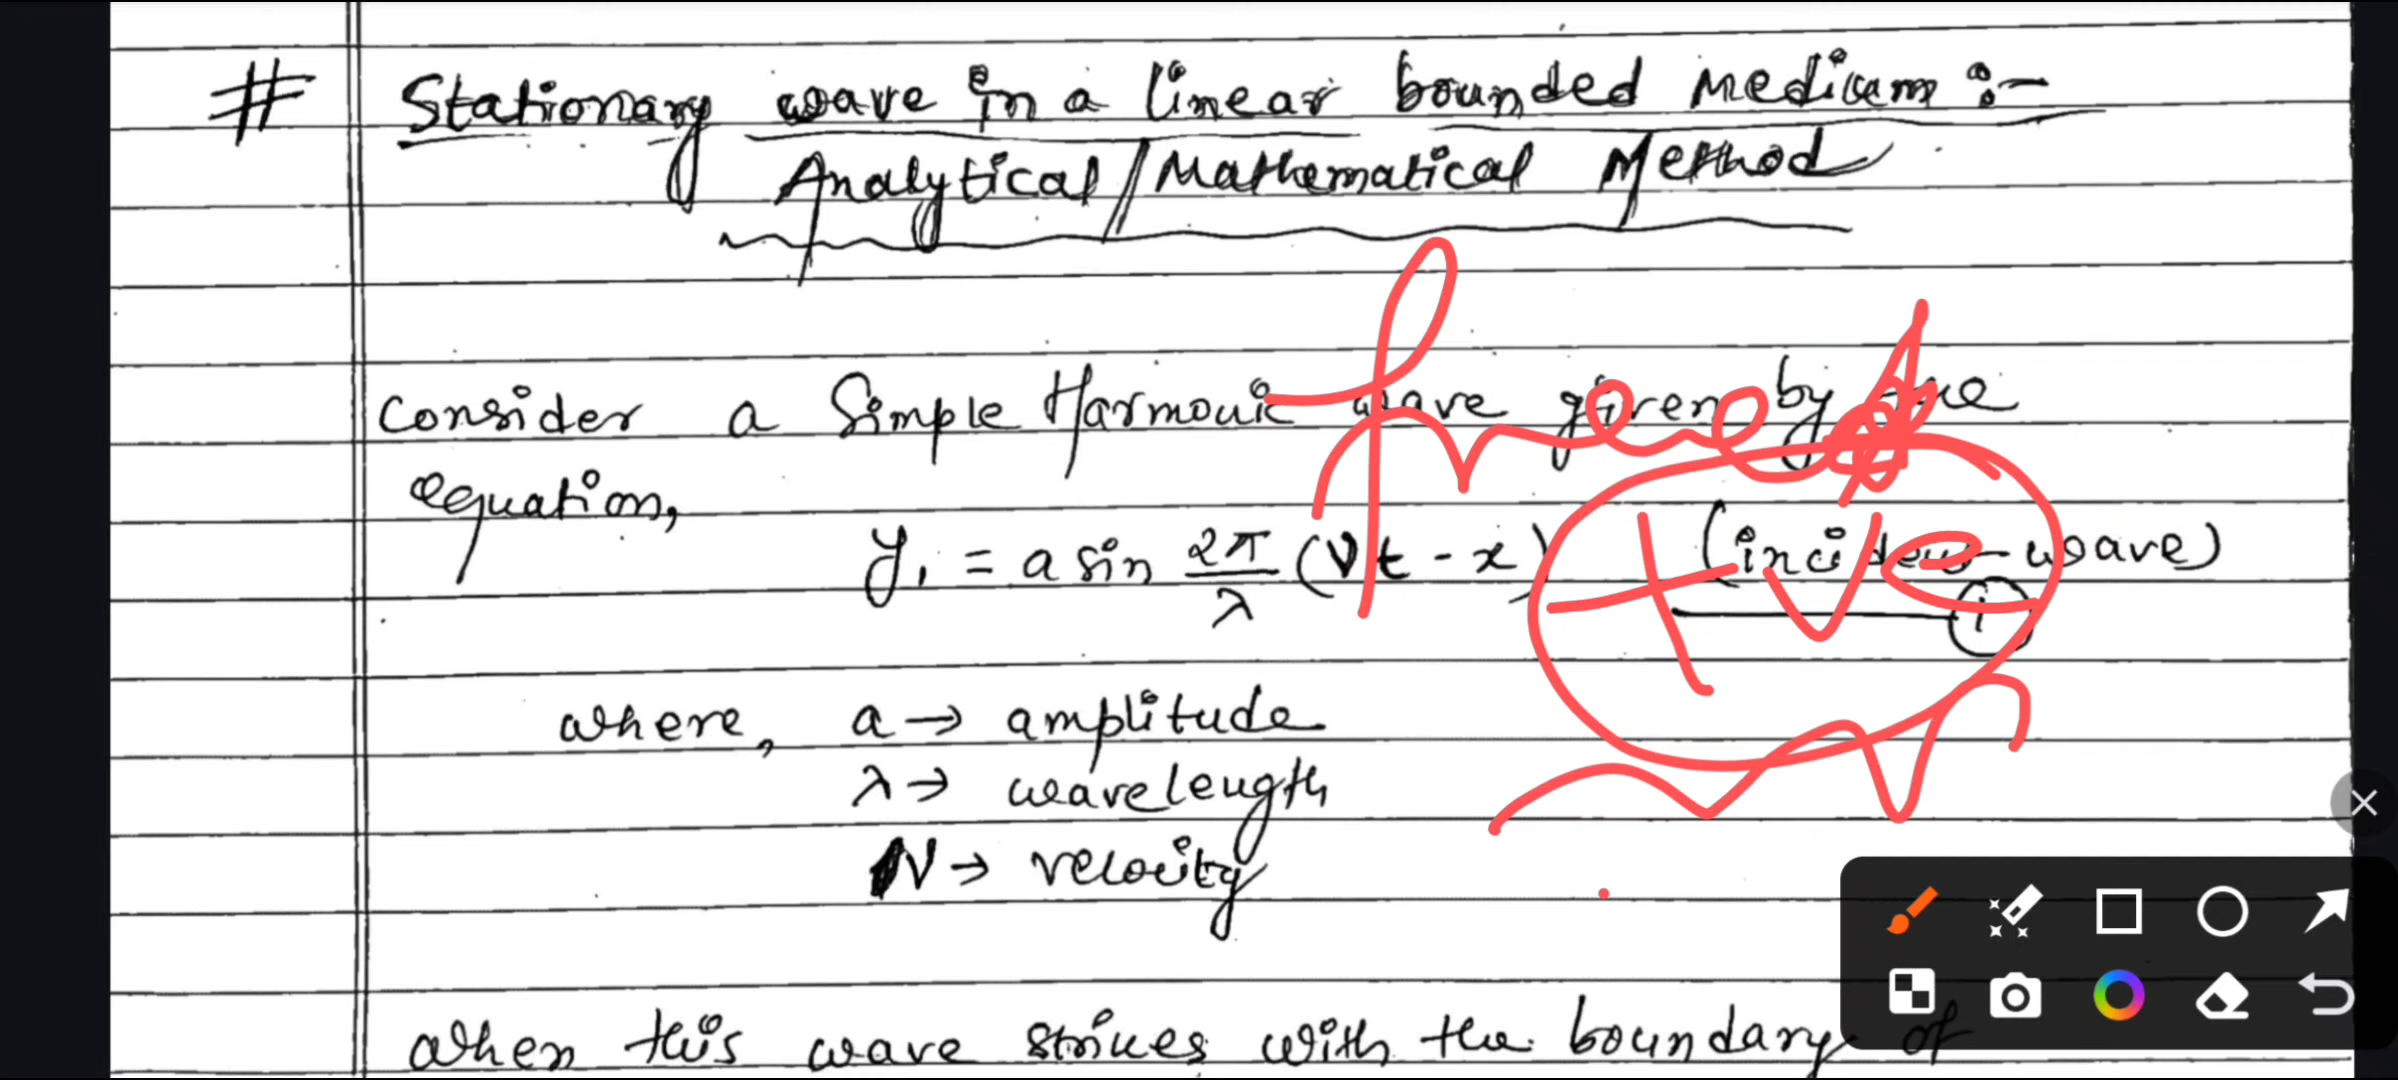 # Stationary wave in a linear bounded Medium :-
Analytical / Mathematical Method
Consider a Simple Harmonic wave given by the
equation,
y₁ = a sin 2π/λ (vt - x) (incident wave)
(i)
where, a → amplitude
λ → wavelength
v → velocity
when this wave strikes with the boundary of
+ve